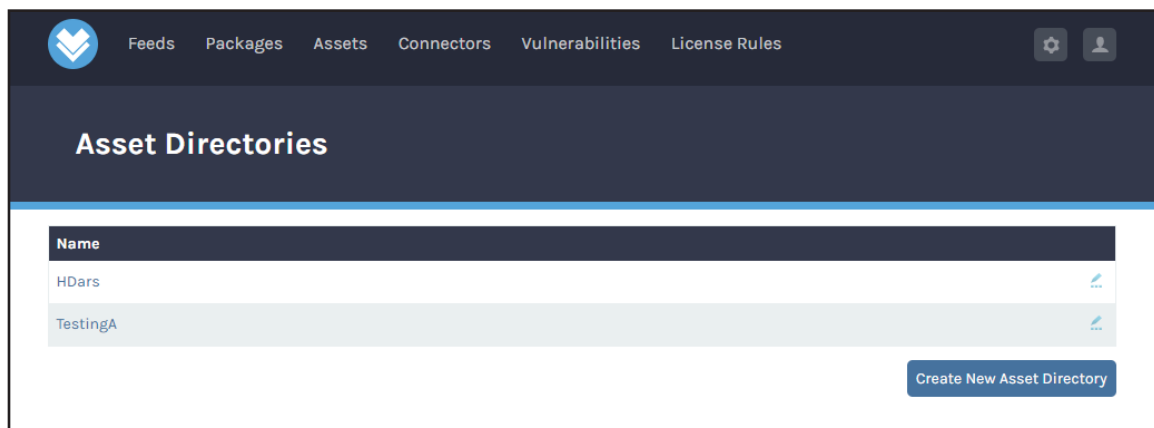 Feeds Packages Assets Connectors Vulnerabilities License Rules
Asset Directories
Name
HDars
TestingA
Create New Asset Directory